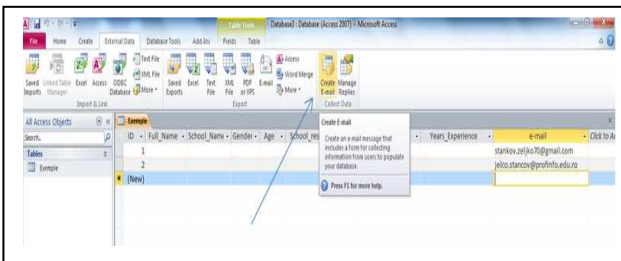 Table Tools Database3 : Database (Access 2007) - Microsoft Access
File Home Create External Data Database Tools Add-Ins Fields Table
Saved Imports Linked Table Manager Excel Access ODBC Database Text File XML File More
Saved Exports Excel Text File XML File PDF or XPS E-mail Access Word Merge More
Create E-mail Manage Replies
Import & Link Export Collect Data
All Access Objects
Search..
Tables
Exemple
Exemple
ID Full_Name School_Name Gender Age School_res Years_Experience e-mail Click to A
1 stankov.zeljko70@gmail.com
2 jelco.stancov@profinfo.edu.ro
(New)
Create E-mail
Create an e-mail message that
includes a form for collecting
information from users to populate
your database.
Press F1 for more help.